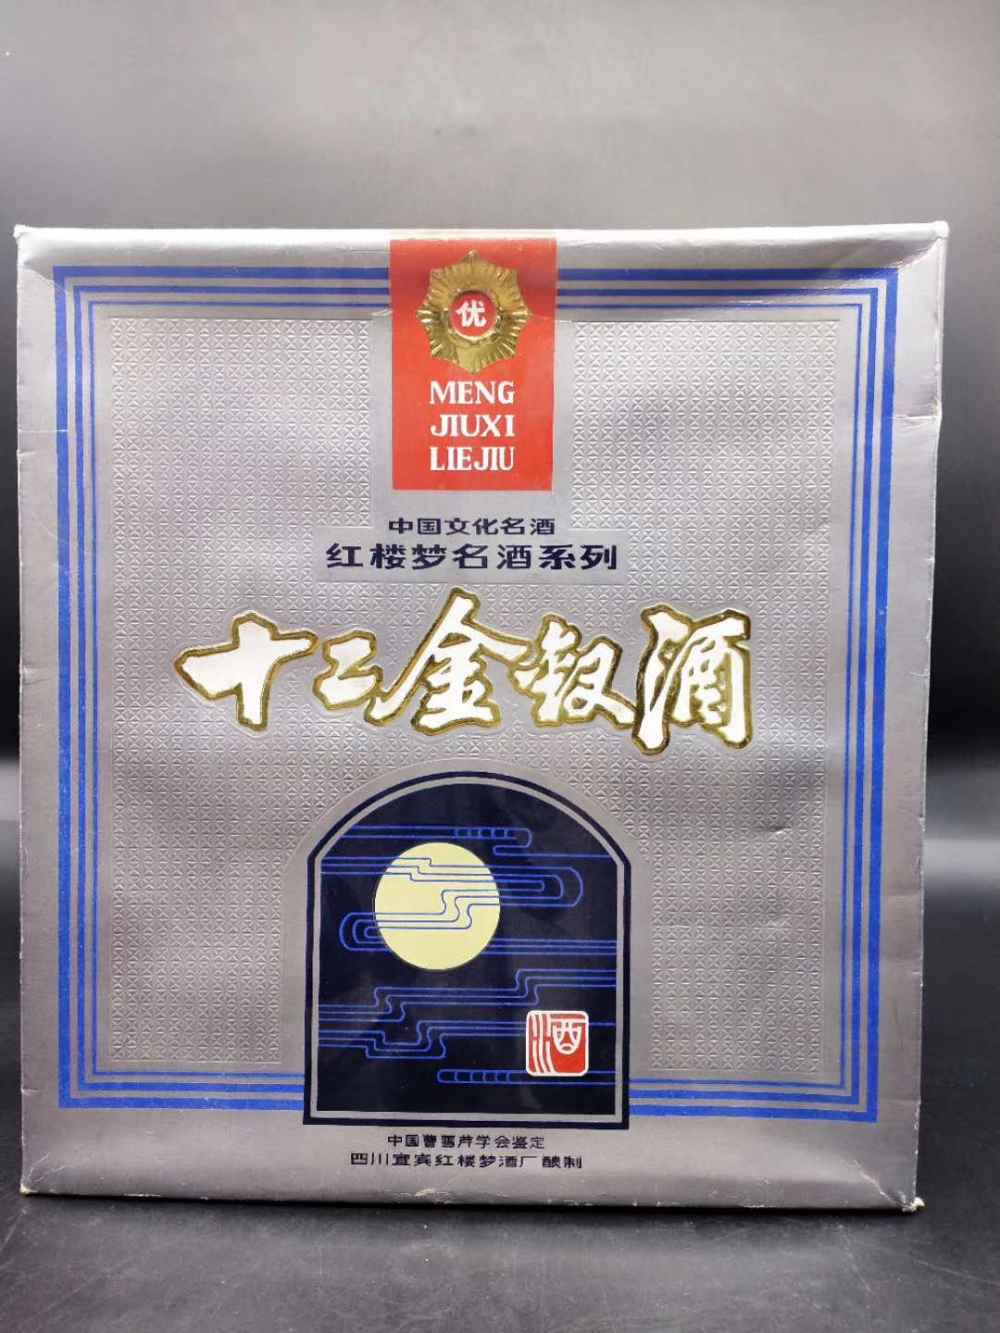 优
MENG
JIUXI
LIEJIU
中国文化名酒
红楼梦名酒系列
十二金钗酒
酒
中国曹雪芹学会鉴定
四川宜宾红楼梦酒厂酿制